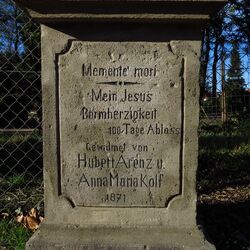 Memento mori
Mein Jesus
Barmherzigkeit
100 Tage Ablass
Gewidmet von
Hubert Arenz u.
Anna Maria Kolf
1871